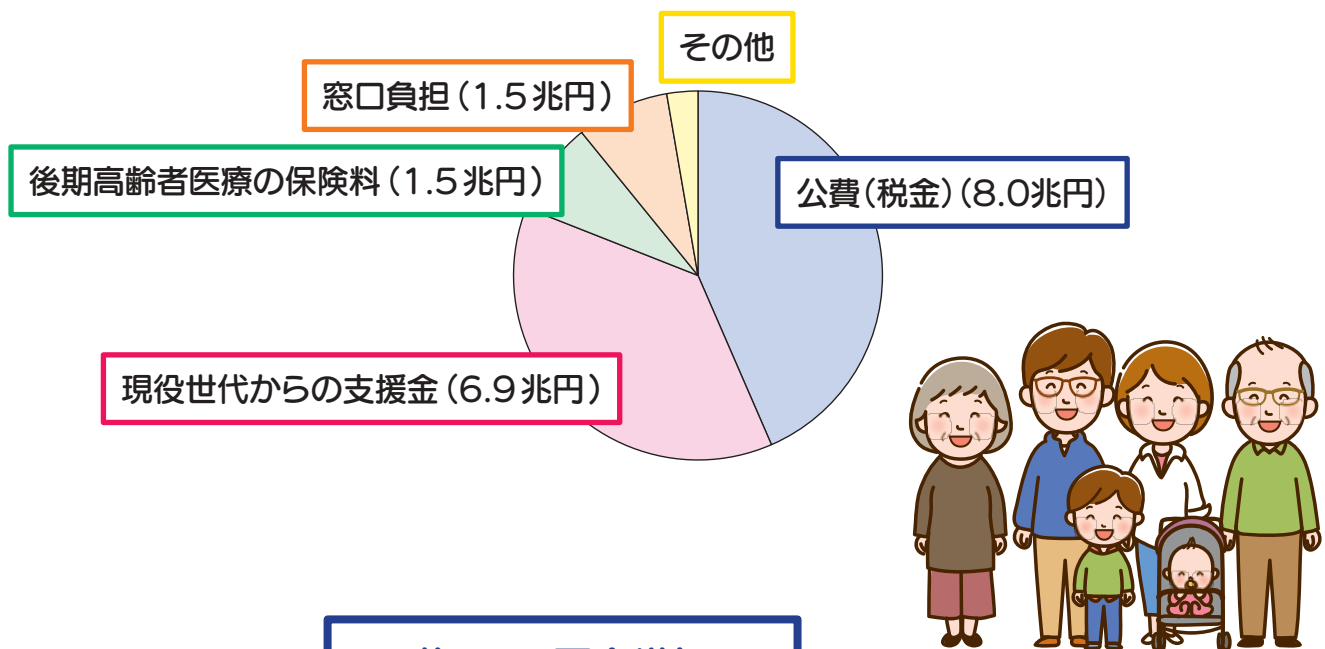 その他
窓口負担(1.5兆円)
後期高齢者医療の保険料(1.5兆円)
公費(税金)(8.0兆円)
現役世代からの支援金(6.9兆円)